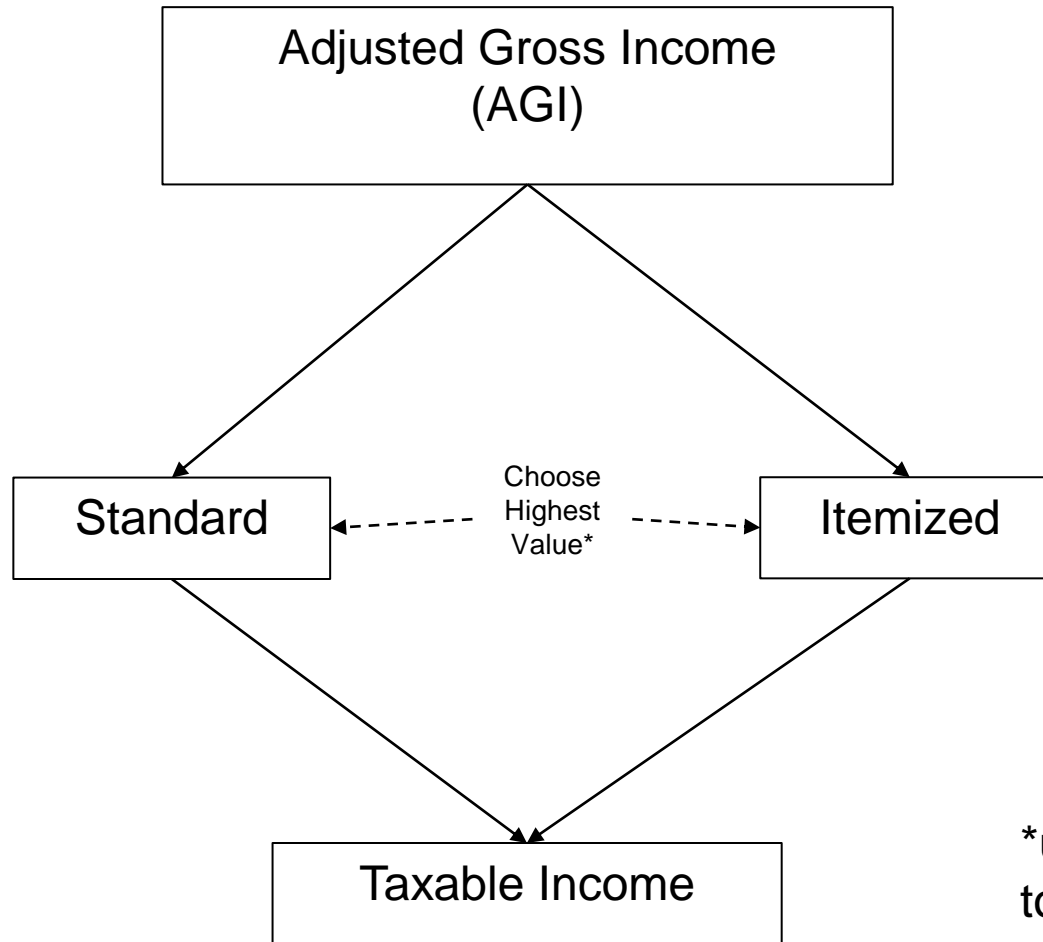 Adjusted Gross Income
(AGI)
Standard
Choose
Highest
Value*
Itemized
Taxable Income